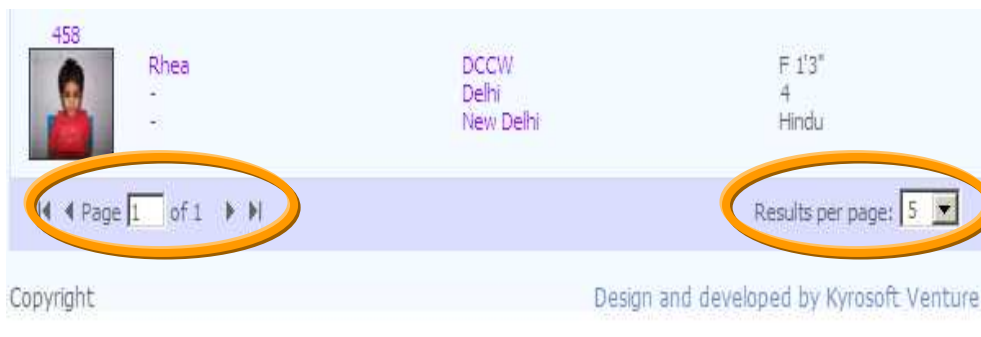 458
Rhea DCCW F 1'3"
- Delhi 4
- New Delhi Hindu
Page 1 of 1 Results per page: 5
Copyright Design and developed by Kyrosoft Venture